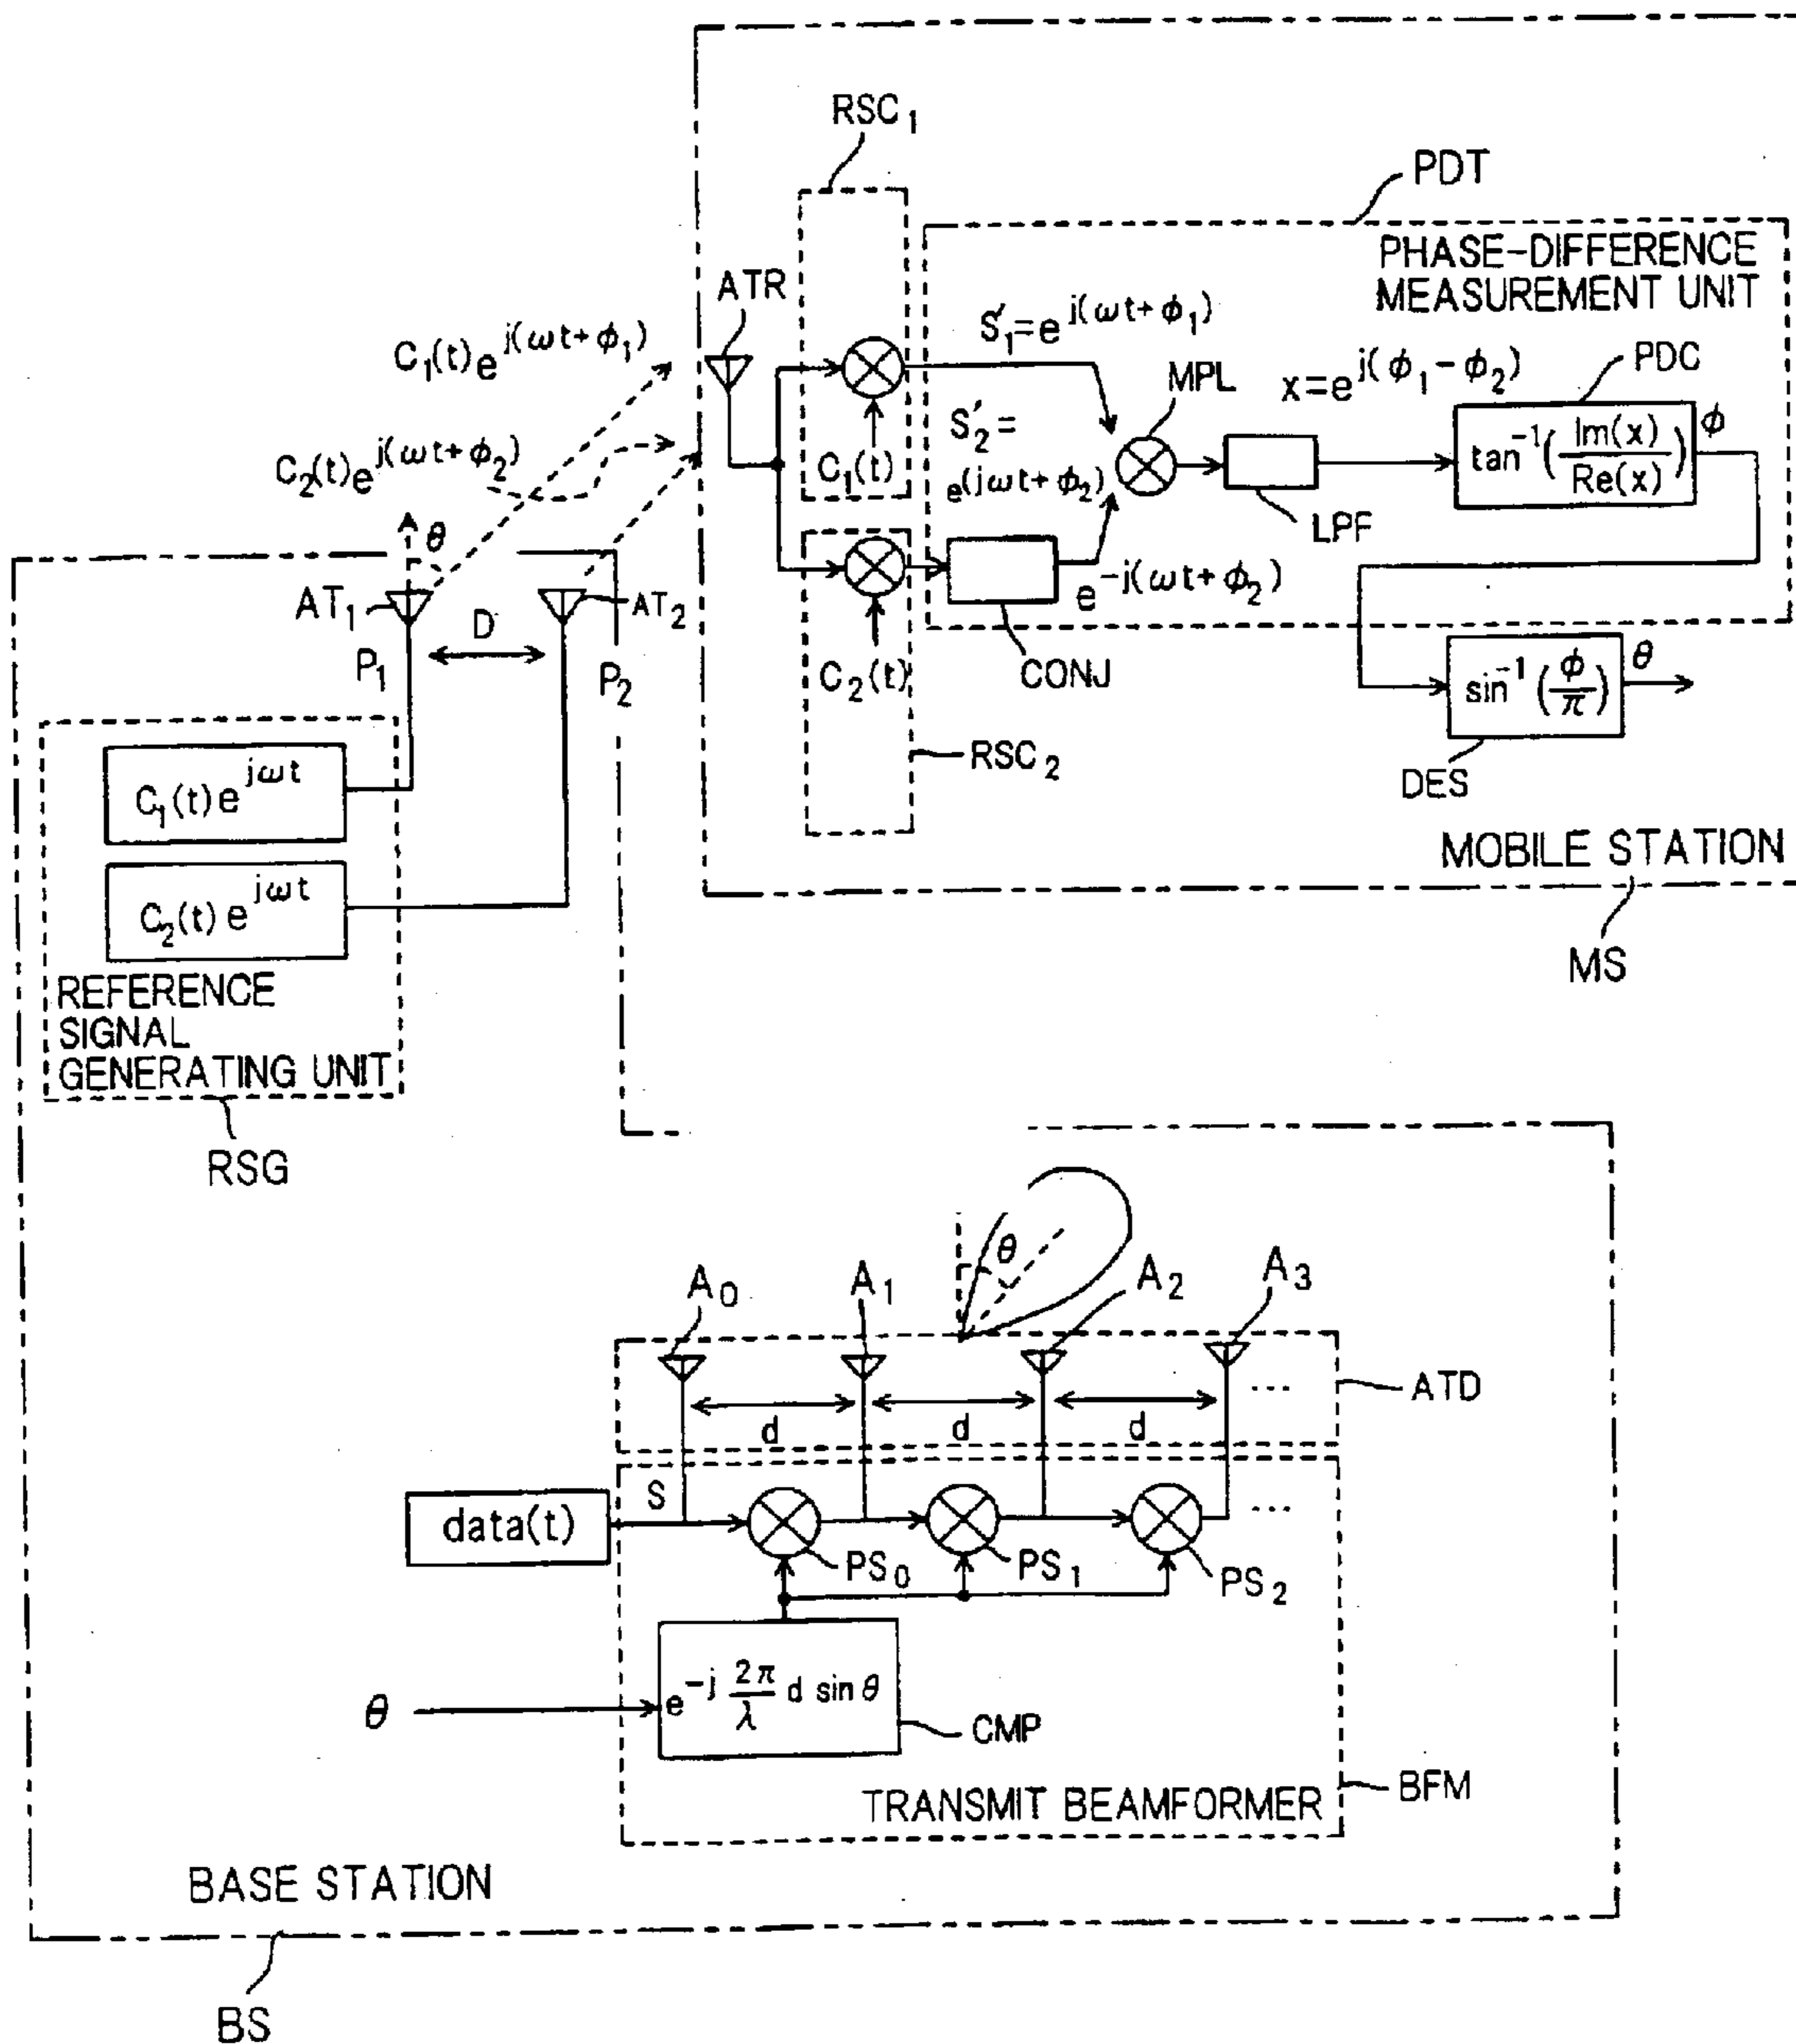 RSC₁
PDT
PHASE-DIFFERENCE
MEASUREMENT UNIT
ATR
C₁(t)e^j(ωt+φ₁)
S′₁=e^j(ωt+φ₁)
MPL
x=e^j(φ₁-φ₂)
PDC
tan⁻¹(Im(x)/Re(x))
φ
C₂(t)e^j(ωt+φ₂)
S′₂=
e(jωt+φ₂)
C₁(t)
LPF
θ
e^-j(ωt+φ₂)
AT₁
AT₂
D
P₁
P₂
C₂(t)
CONJ
sin⁻¹(φ/π)
θ
RSC₂
DES
C₁(t)e^jωt
MOBILE STATION
C₂(t)e^jωt
MS
REFERENCE
SIGNAL
GENERATING UNIT
RSG
θ
A₀
A₁
A₂
A₃
...
ATD
d
d
d
data(t)
S
...
PS₀
PS₁
PS₂
θ
e^-j 2π/λ d sin θ
CMP
TRANSMIT BEAMFORMER
BFM
BASE STATION
BS